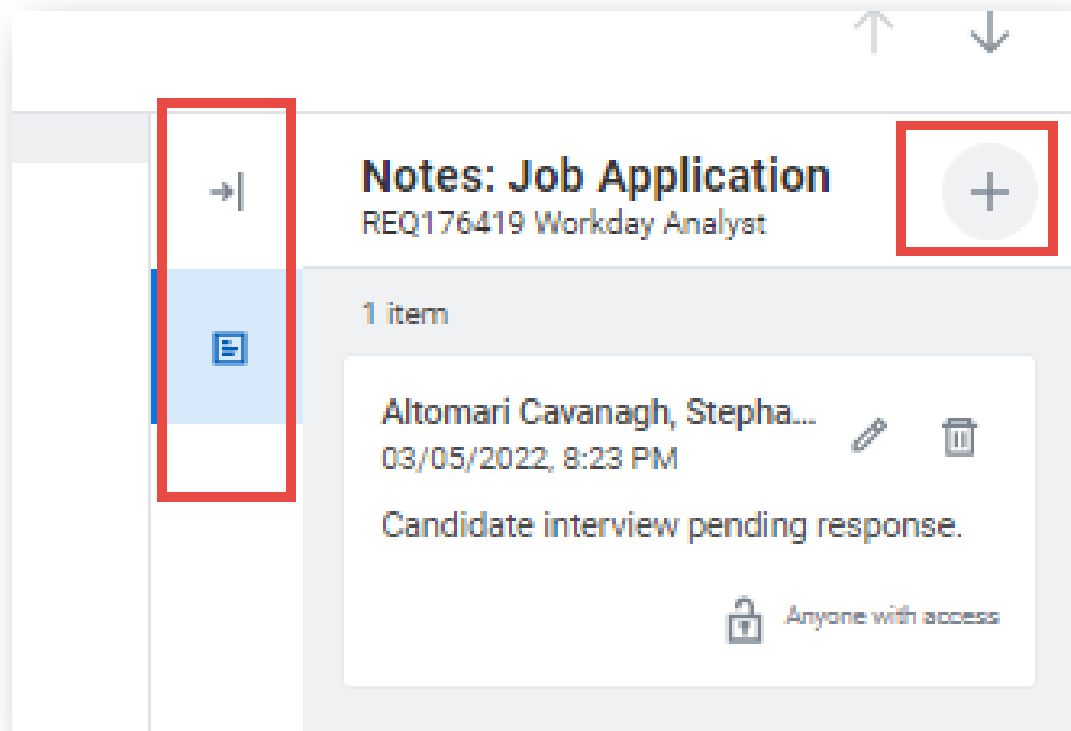 Notes: Job Application
REQ176419 Workday Analyst
1 item
Altomari Cavanagh, Stepha...
03/05/2022, 8:23 PM
Candidate interview pending response.
Anyone with access